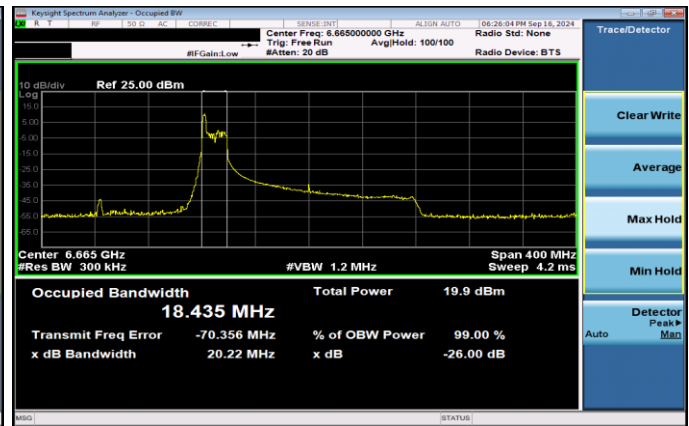 Keysight Spectrum Analyzer - Occupied BW
R T RF 50 Ω AC CORREC SENSE:INT ALIGN AUTO 06:26:04 PM Sep 16, 2024
Center Freq: 6.665000000 GHz Radio Std: None
Trig: Free Run Avg|Hold: 100/100
#IFGain:Low #Atten: 20 dB Radio Device: BTS
10 dB/div Ref 25.00 dBm
Log
15.0
5.00
-5.00
-15.0
-25.0
-35.0
-45.0
-55.0
-65.0
Center 6.665 GHz Span 400 MHz
#Res BW 300 kHz #VBW 1.2 MHz Sweep 4.2 ms
Occupied Bandwidth Total Power 19.9 dBm
18.435 MHz
Transmit Freq Error -70.356 MHz % of OBW Power 99.00 %
x dB Bandwidth 20.22 MHz x dB -26.00 dB
MSG STATUS
Trace/Detector
Clear Write
Average
Max Hold
Min Hold
Detector
Peak▶
Auto Man